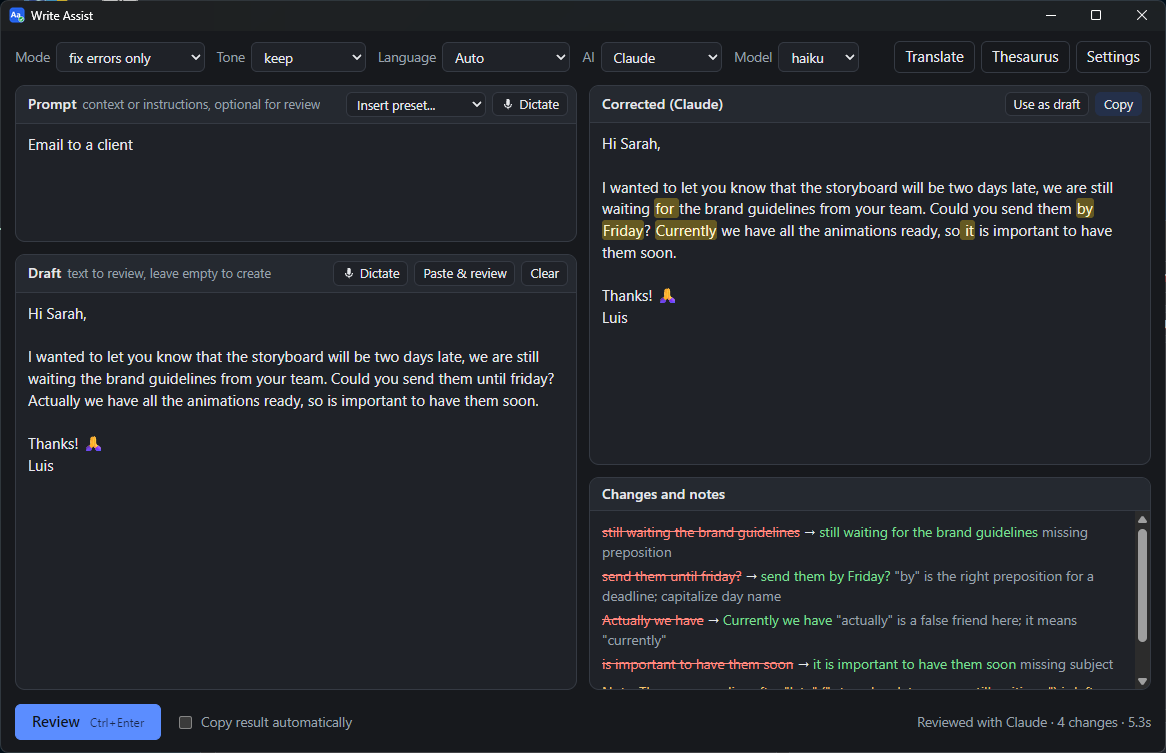 Write Assist
Mode fix errors only Tone keep Language Auto AI Claude Model haiku Translate Thesaurus Settings
Prompt context or instructions, optional for review Insert preset... Dictate
Email to a client
Draft text to review, leave empty to create Dictate Paste & review Clear
Hi Sarah,
I wanted to let you know that the storyboard will be two days late, we are still
waiting the brand guidelines from your team. Could you send them until friday?
Actually we have all the animations ready, so is important to have them soon.
Thanks! 🙏
Luis
Corrected (Claude) Use as draft Copy
Hi Sarah,
I wanted to let you know that the storyboard will be two days late, we are still
waiting for the brand guidelines from your team. Could you send them by
Friday? Currently we have all the animations ready, so it is important to have
them soon.
Thanks! 🙏
Luis
Changes and notes
still waiting the brand guidelines → still waiting for the brand guidelines missing
preposition
send them until friday? → send them by Friday? "by" is the right preposition for a
deadline; capitalize day name
Actually we have → Currently we have "actually" is a false friend here; it means
"currently"
is important to have them soon → it is important to have them soon missing subject
Review Ctrl+Enter Copy result automatically Reviewed with Claude · 4 changes · 5.3s